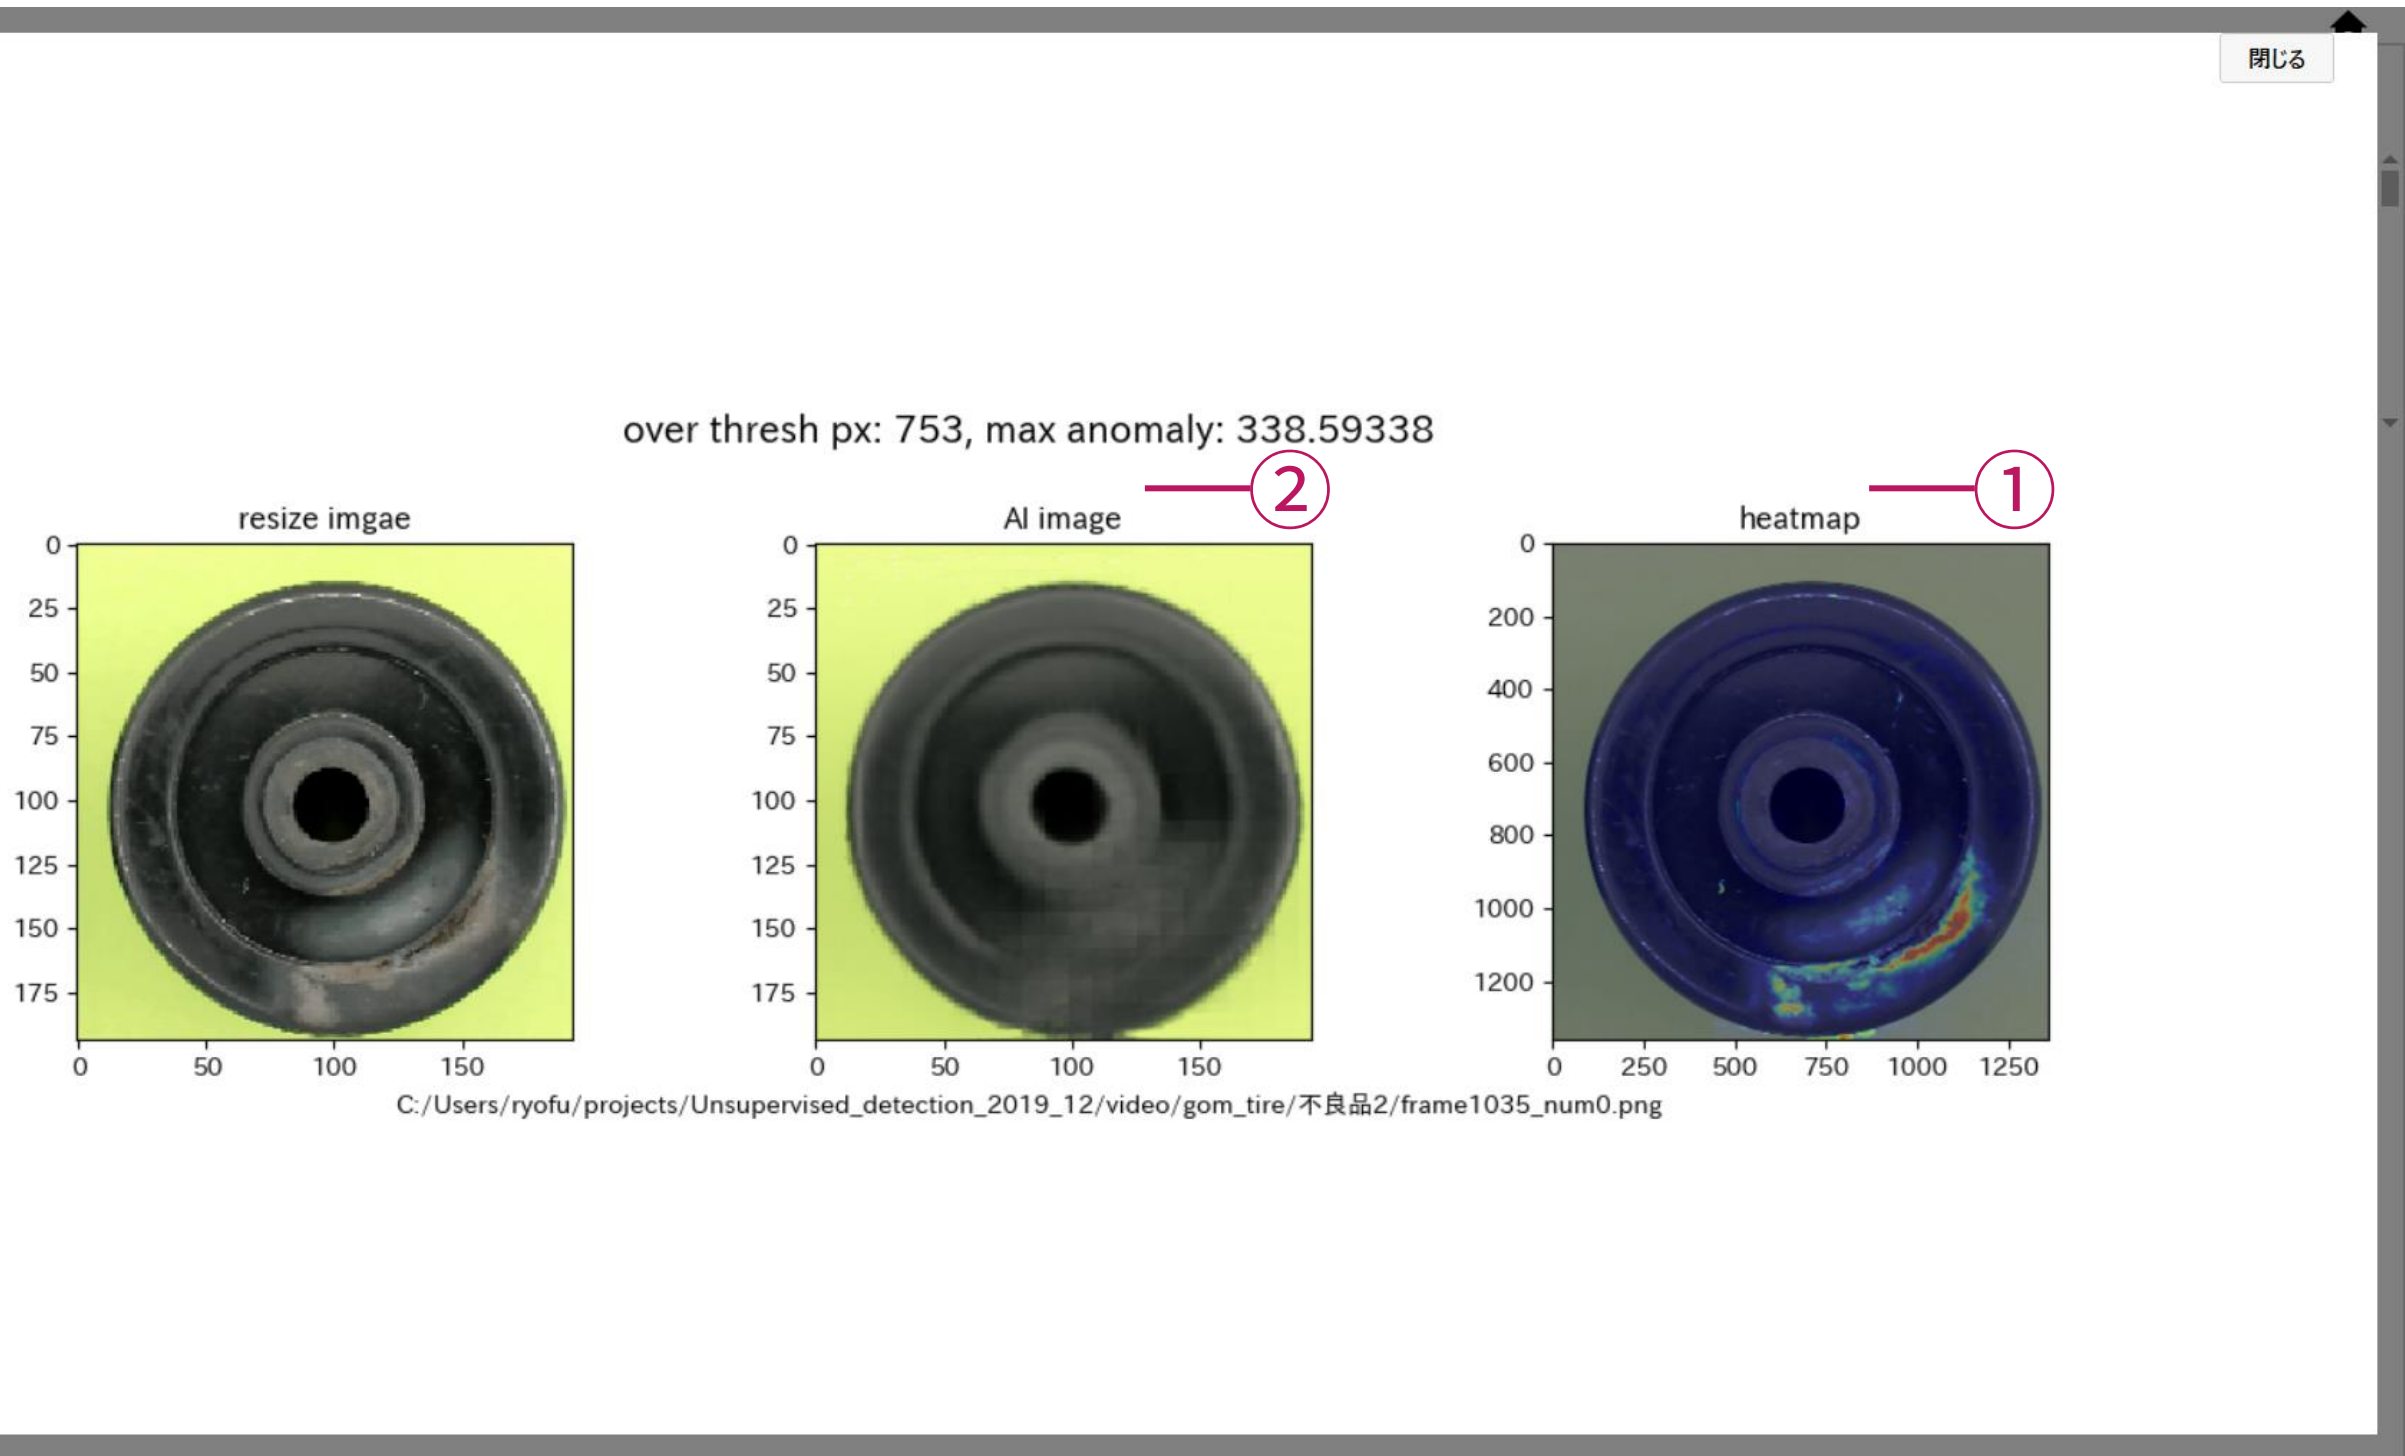 閉じる
over thresh px: 753, max anomaly: 338.59338
② ①
resize imgae AI image heatmap
0 0 0
25 25 200
50 50 400
75 75 600
100 100 800
125 125 1000
150 150 1200
175 175
0 50 100 150 0 50 100 150 0 250 500 750 1000 1250
C:/Users/ryofu/projects/Unsupervised_detection_2019_12/video/gom_tire/不良品2/frame1035_num0.png